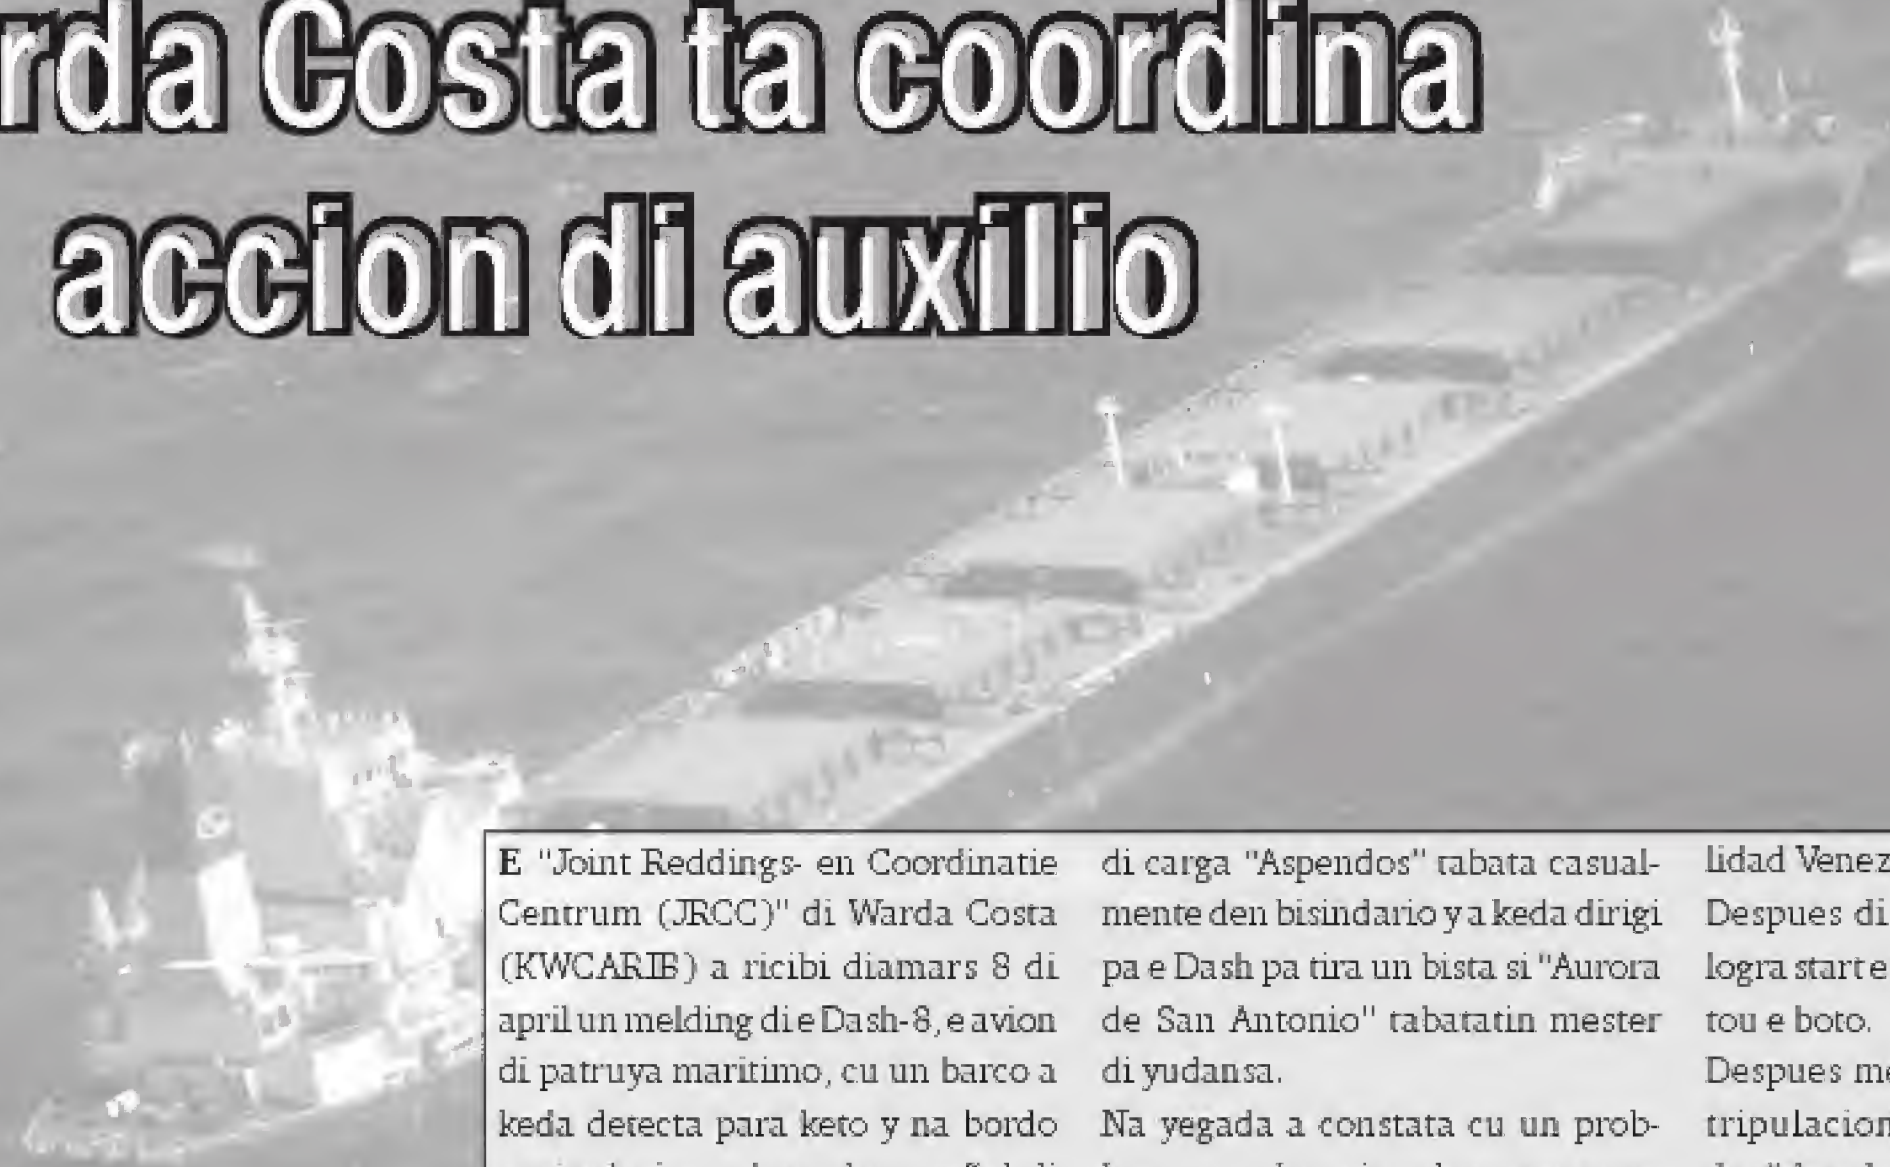 rda Costa ta coordina
accion di auxilio
E "Joint Reddings- en Coordinatie
Centrum (JRCC)" di Warda Costa
(KWCARIB) a ricibi diamars 8 di
april un melding di e Dash-8, e avion
di patruya maritimo, cu un barco a
keda detecta para keto y na bordo
di carga "Aspendos" tabata casual-
mente den bisindario y a keda dirigi
pa e Dash pa tira un bista si "Aurora
de San Antonio" tabatatin mester
di yudansa.
Na yegada a constata cu un prob-
lidad Venez
Despues di
logra start e
tou e boto.
Despues me
tripulacion